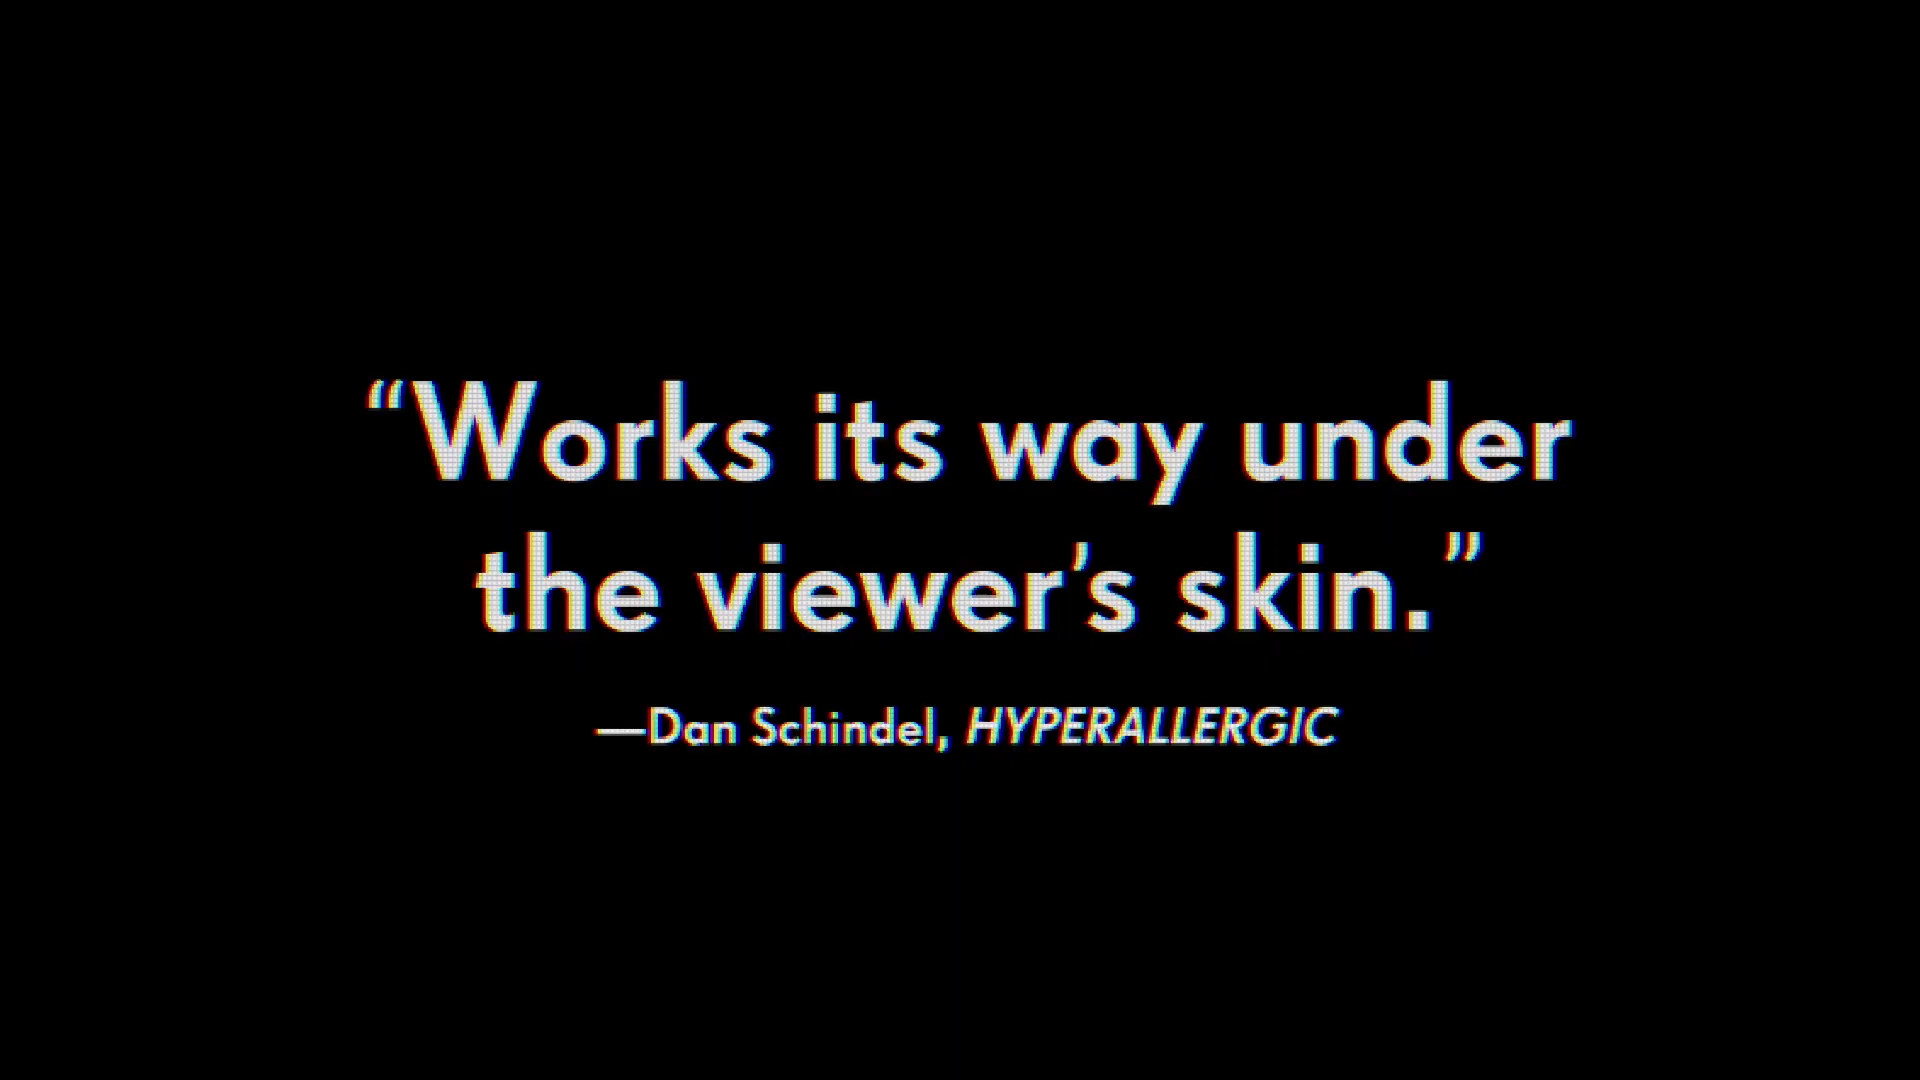 “Works its way under
the viewer’s skin.”
—Dan Schindel, HYPERALLERGIC